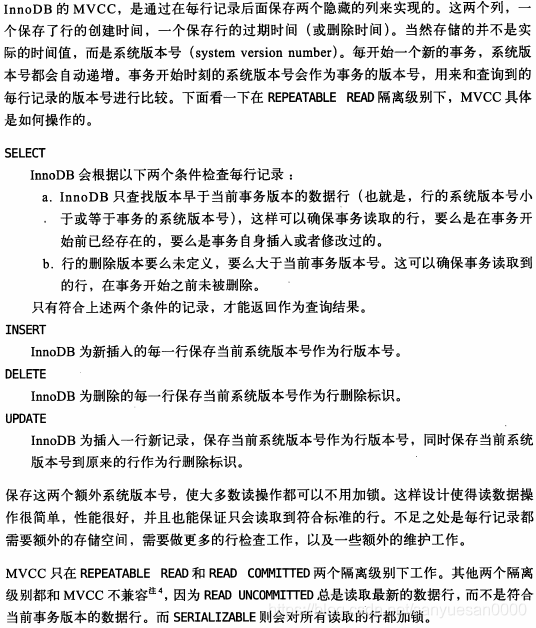 InnoDB 的 MVCC，是通过在每行记录后面保存两个隐藏的列来实现的。这两个列，一
个保存了行的创建时间，一个保存行的过期时间（或删除时间）。当然存储的并不是实
际的时间值，而是系统版本号（system version number）。每开始一个新的事务，系统版
本号都会自动递增。事务开始时刻的系统版本号会作为事务的版本号，用来和查询到的
每行记录的版本号进行比较。下面看一下在 REPEATABLE READ 隔离级别下，MVCC 具体
是如何操作的。
SELECT
InnoDB 会根据以下两个条件检查每行记录：
a. InnoDB 只查找版本早于当前事务版本的数据行（也就是，行的系统版本号小
于或等于事务的系统版本号），这样可以确保事务读取的行，要么是在事务开
始前已经存在的，要么是事务自身插入或者修改过的。
b. 行的删除版本要么未定义，要么大于当前事务版本号。这可以确保事务读取到
的行，在事务开始之前未被删除。
只有符合上述两个条件的记录，才能返回作为查询结果。
INSERT
InnoDB 为新插入的每一行保存当前系统版本号作为行版本号。
DELETE
InnoDB 为删除的每一行保存当前系统版本号作为行删除标识。
UPDATE
InnoDB 为插入一行新记录，保存当前系统版本号作为行版本号，同时保存当前系统
版本号到原来的行作为行删除标识。
保存这两个额外系统版本号，使大多数读操作都可以不用加锁。这样设计使得读数据操
作很简单，性能很好，并且也能保证只会读取到符合标准的行。不足之处是每行记录都
需要额外的存储空间，需要做更多的行检查工作，以及一些额外的维护工作。
MVCC 只在 REPEATABLE READ 和 READ COMMITTED 两个隔离级别下工作。其他两个隔离
级别都和 MVCC 不兼容注4，因为 READ UNCOMMITTED 总是读取最新的数据行，而不是符合
当前事务版本的数据行。而 SERIALIZABLE 则会对所有读取的行都加锁。